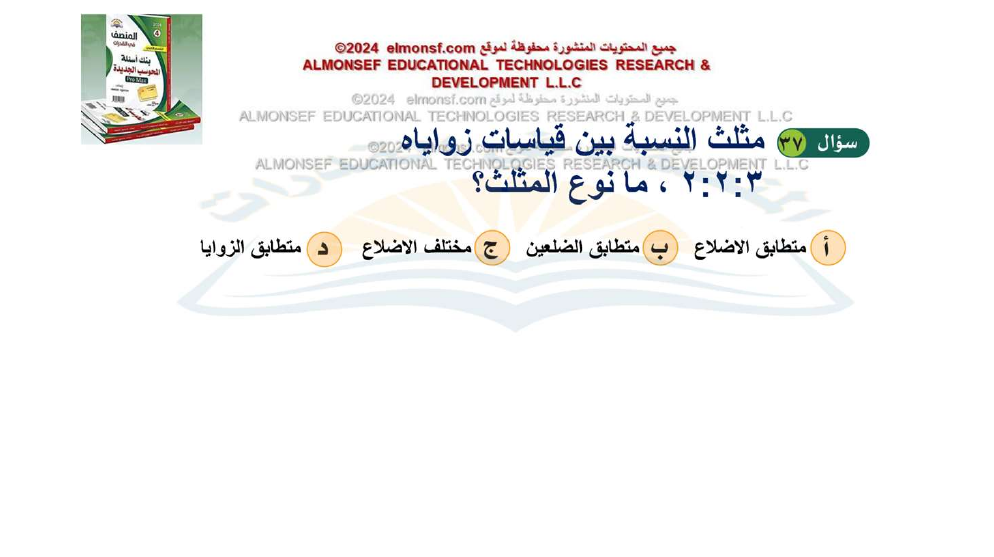 المنصف
في القدرات
بنك أسئلة
المحوسب الجديدة
جميع المحتويات المنشورة محفوظة لموقع elmonsf.com ©2024
ALMONSEF EDUCATIONAL TECHNOLOGIES RESEARCH &
DEVELOPMENT L.L.C
جميع المحتويات المنشورة محفوظة لموقع elmonsf.com ©2024
ALMONSEF EDUCATIONAL TECHNOLOGIES RESEARCH & DEVELOPMENT L.L.C
سؤال ٣٧ مثلث النسبة بين قياسات زواياه
ALMONSEF EDUCATIONAL TECHNOLOGIES RESEARCH & DEVELOPMENT L.L.C
٣:٢:٢ ، ما نوع المثلث؟
أ متطابق الاضلاع ب متطابق الضلعين ج مختلف الاضلاع د متطابق الزوايا